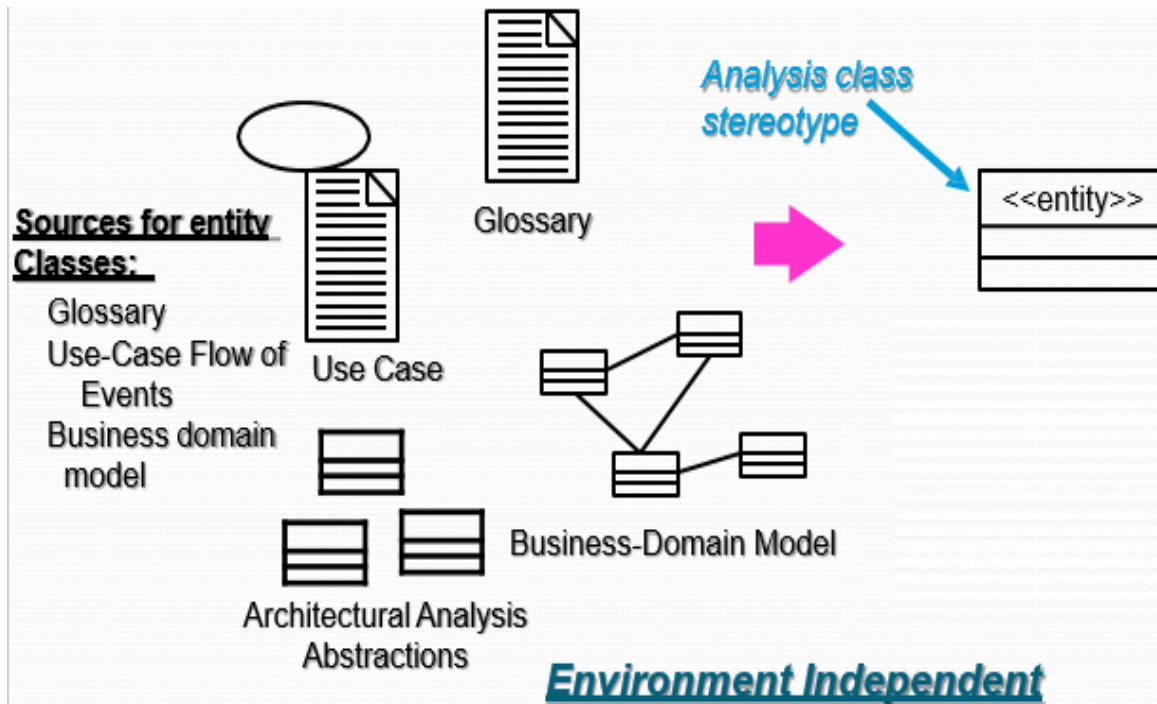 Analysis class
stereotype
<<entity>>
Glossary
Sources for entity
Classes:
Glossary
Use-Case Flow of
Events
Business domain
model
Use Case
Business-Domain Model
Architectural Analysis
Abstractions
Environment Independent